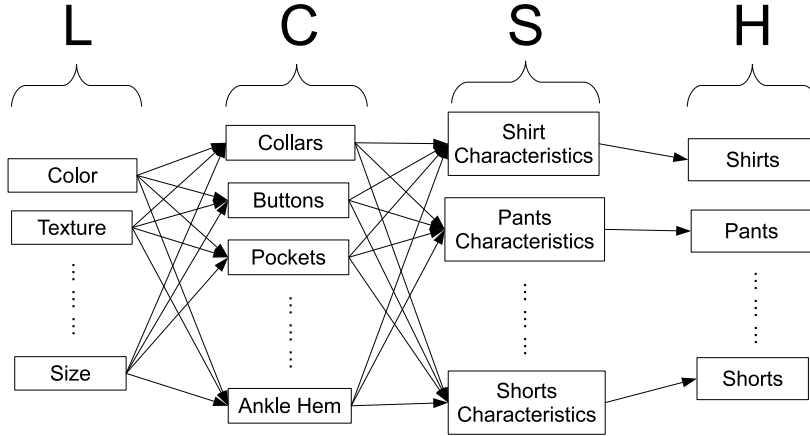 L
C
S
H
Color
Texture
Size
Collars
Buttons
Pockets
Ankle Hem
Shirt
Characteristics
Pants
Characteristics
Shorts
Characteristics
Shirts
Pants
Shorts